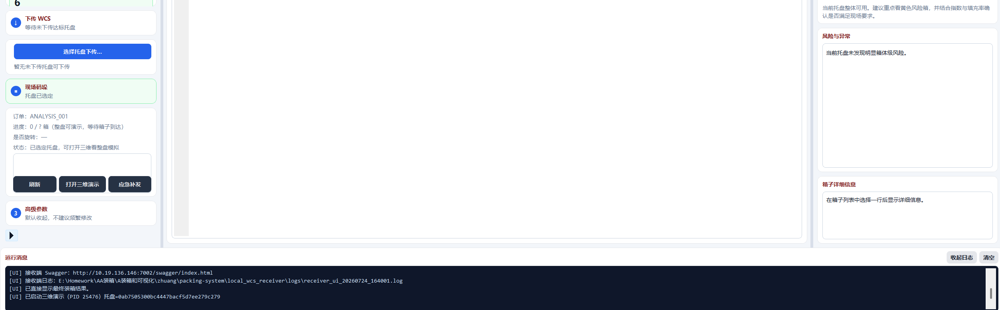 6
下传 WCS
等待未下传达标托盘
选择托盘下传...
暂无未下传托盘可下传
现场码垛
托盘已选定
订单：ANALYSIS_001
进度：0 / ? 箱（整盘可演示，等待箱子到达）
是否旋转：—
状态：已选定托盘，可打开三维看整盘模拟
刷新
打开三维演示
应急补发
3
高级参数
默认收起，不建议频繁修改
当前托盘整体可用。建议重点看黄色风险箱，并结合指数与填充率确
认是否满足现场要求。
风险与异常
当前托盘未发现明显箱体级风险。
箱子详细信息
在箱子列表中选择一行后显示详细信息。
运行消息
收起日志
清空
[UI] 接收端 Swagger：http://10.19.136.146:7002/swagger/index.html
[UI] 接收端日志：E:\Homework\AA装箱\A装箱和可视化\zhuang\packing-system\local_wcs_receiver\logs\receiver_ui_20260724_164001.log
[UI] 已直接显示最终装箱结果。
[UI] 已启动三维演示（PID 25476）托盘=0ab7505300bc4447bacf5d7ee279c279